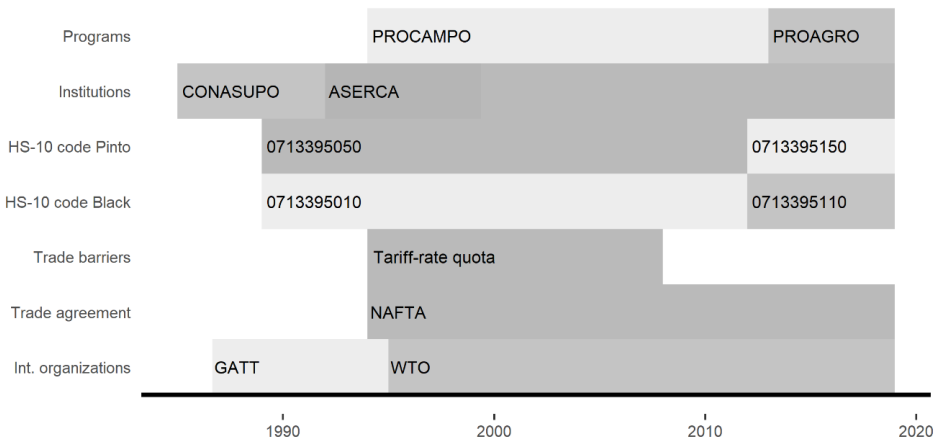 Programs PROCAMPO PROAGRO
Institutions CONASUPO ASERCA
HS-10 code Pinto 0713395050 0713395150
HS-10 code Black 0713395010 0713395110
Trade barriers Tariff-rate quota
Trade agreement NAFTA
Int. organizations GATT WTO
1990 2000 2010 2020